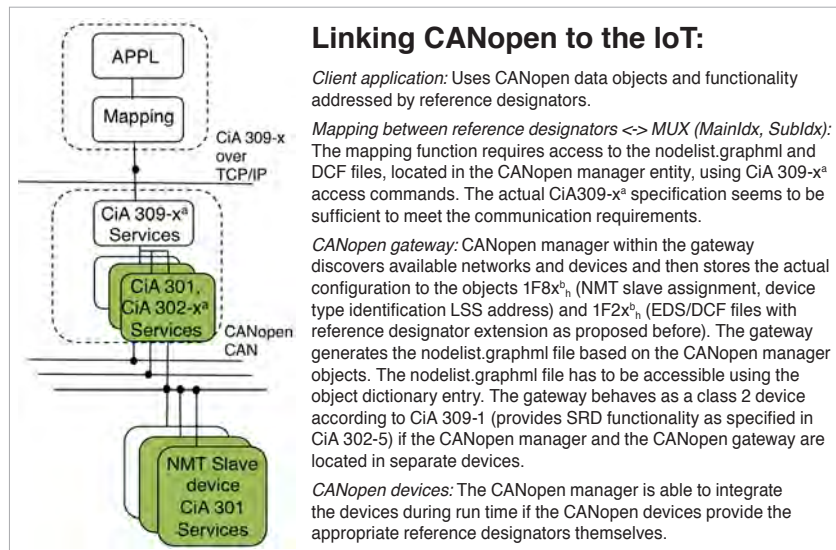 APPL
Mapping
CiA 309-x
over
TCP/IP
CiA 309-xᵃ
Services
CiA 301,
CiA 302-xᵃ
Services
CANopen
CAN
NMT Slave
device
CiA 301
Services
Linking CANopen to the IoT:
Client application: Uses CANopen data objects and functionality
addressed by reference designators.
Mapping between reference designators <-> MUX (MainIdx, SubIdx):
The mapping function requires access to the nodelist.graphml and
DCF files, located in the CANopen manager entity, using CiA 309-xᵃ
access commands. The actual CiA309-xᵃ specification seems to be
sufficient to meet the communication requirements.
CANopen gateway: CANopen manager within the gateway
discovers available networks and devices and then stores the actual
configuration to the objects 1F8xᵇₕ (NMT slave assignment, device
type identification LSS address) and 1F2xᵇₕ (EDS/DCF files with
reference designator extension as proposed before). The gateway
generates the nodelist.graphml file based on the CANopen manager
objects. The nodelist.graphml file has to be accessible using the
object dictionary entry. The gateway behaves as a class 2 device
according to CiA 309-1 (provides SRD functionality as specified in
CiA 302-5) if the CANopen manager and the CANopen gateway are
located in separate devices.
CANopen devices: The CANopen manager is able to integrate
the devices during run time if the CANopen devices provide the
appropriate reference designators themselves.